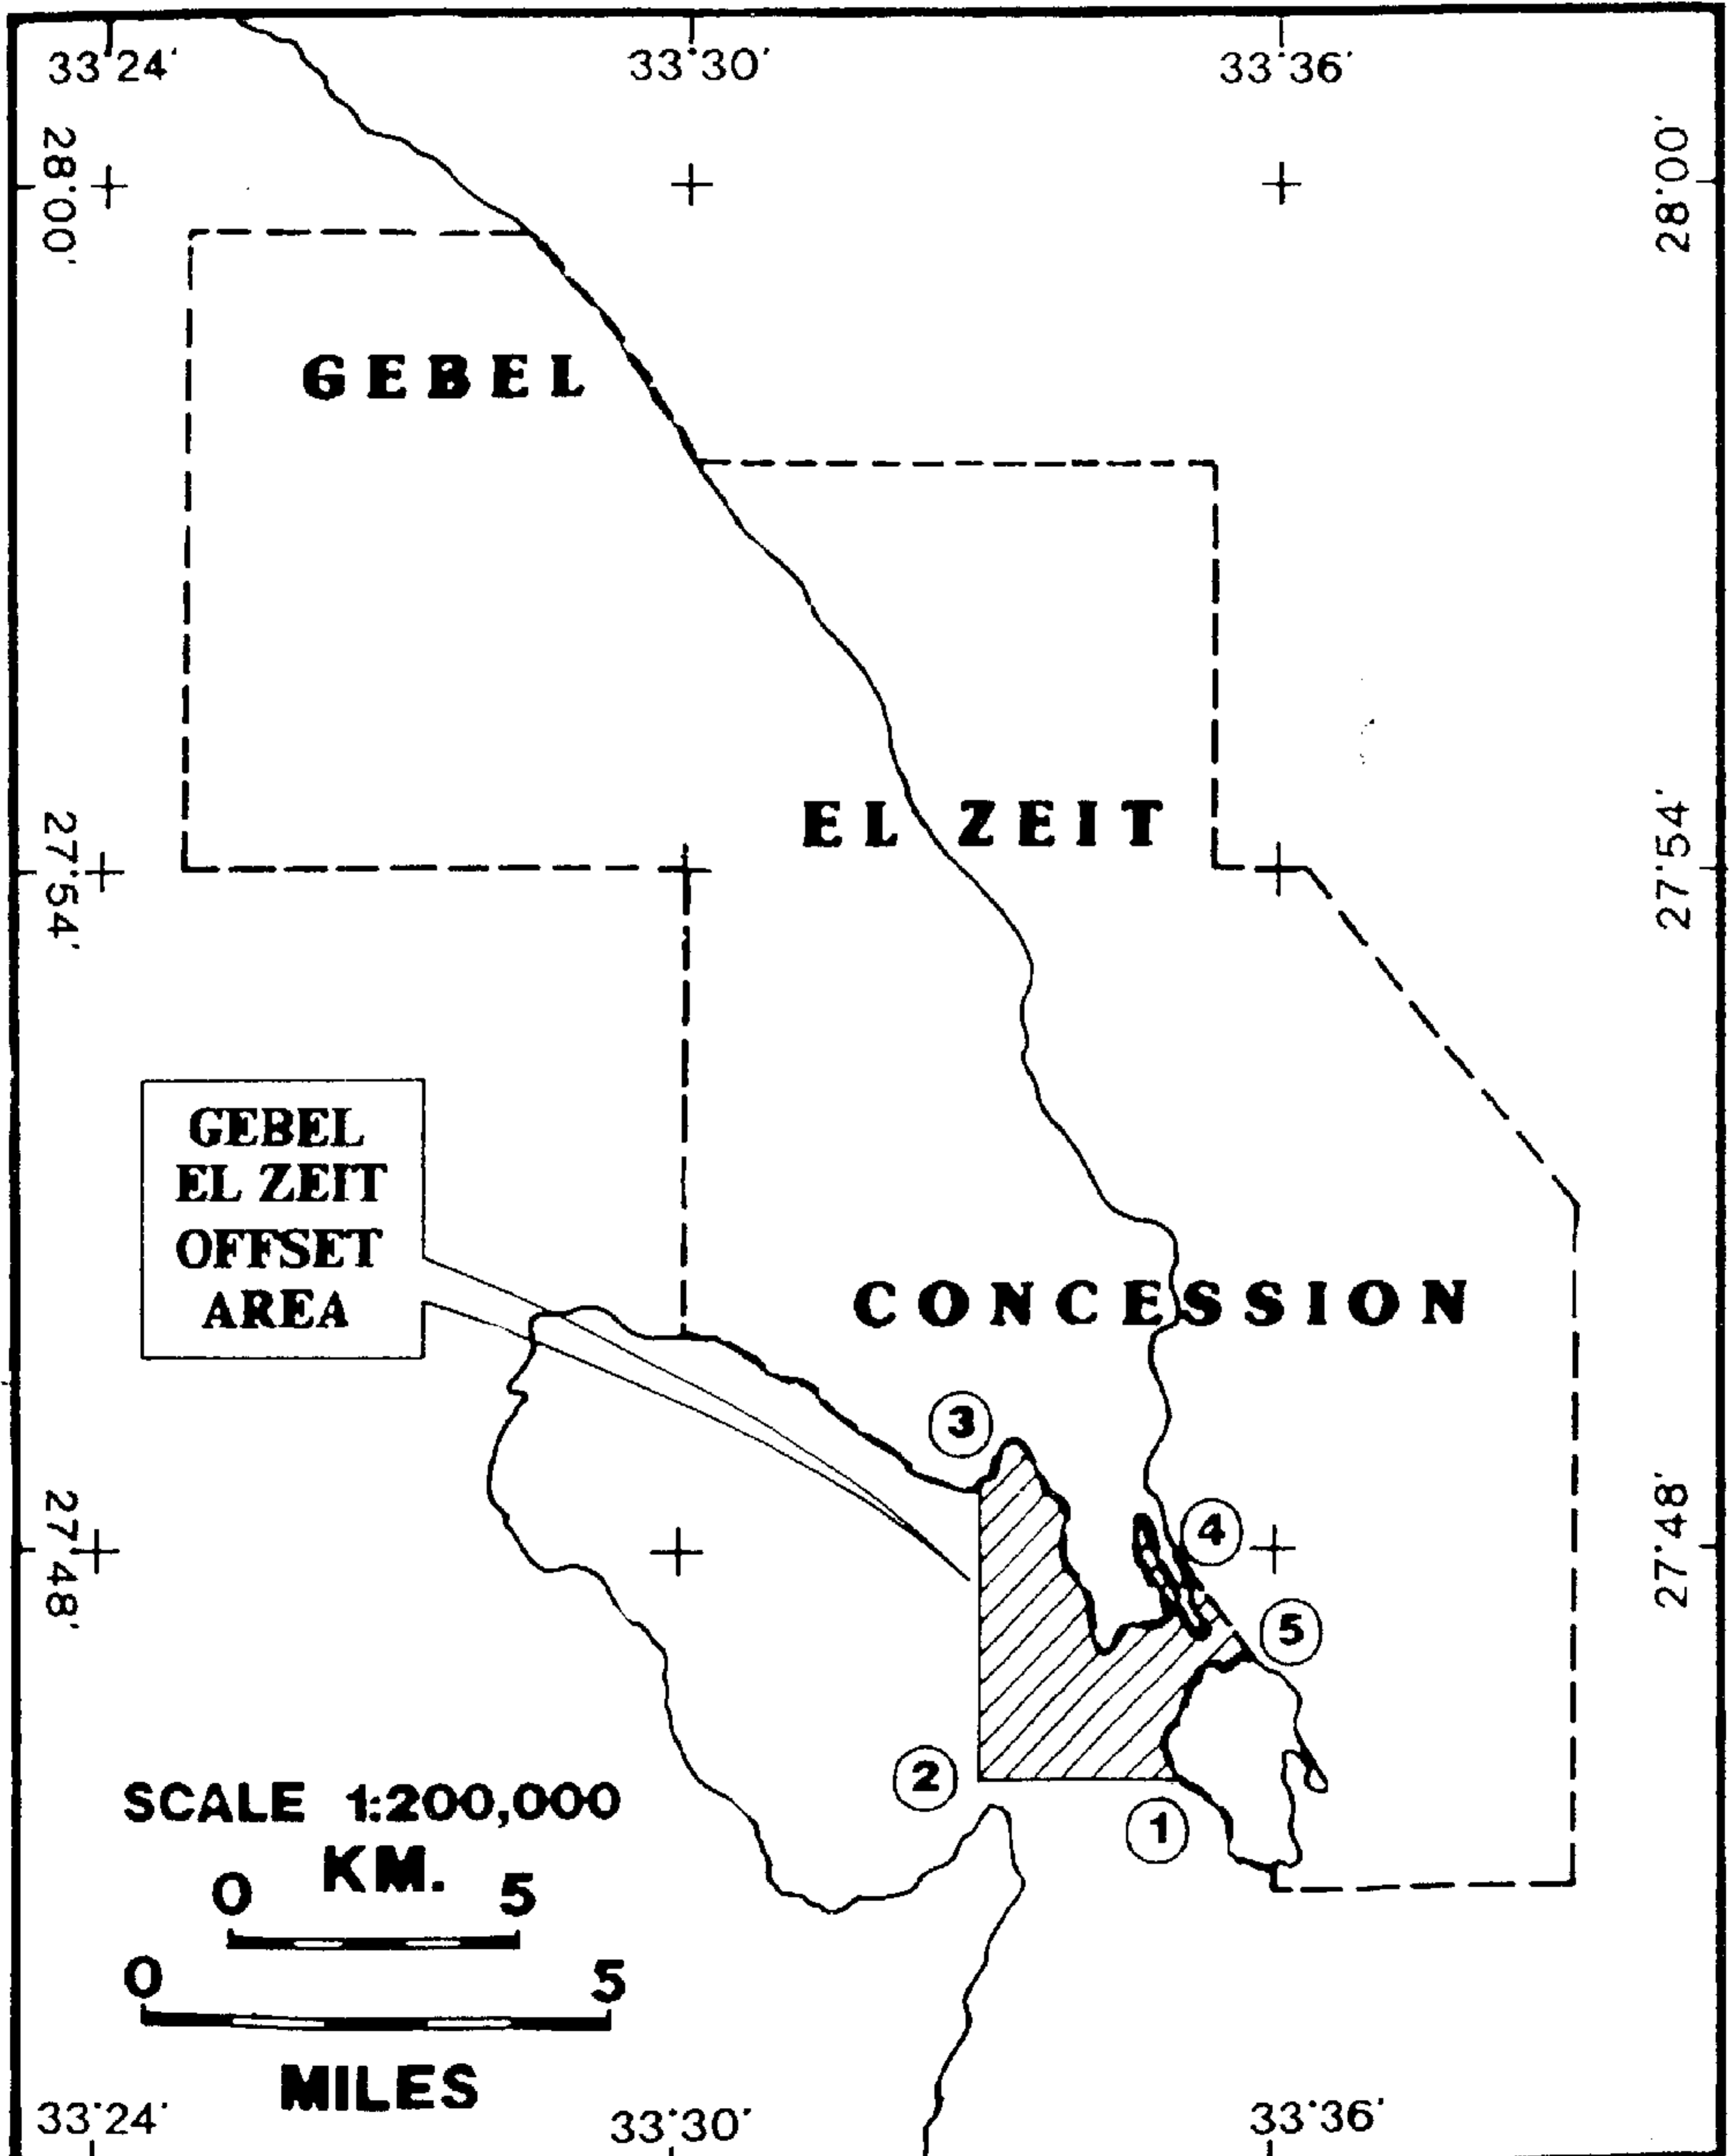 33°24' 33°30' 33°36'
28°00' 28°00'
GEBEL
EL ZEIT
27°54' 27°54'
GEBEL
EL ZEIT
OFFSET
AREA
CONCESSION
3
4
27°48' 27°48'
5
2
1
SCALE 1:200,000
KM.
0 5
0 5
MILES
33°24' 33°30' 33°36'